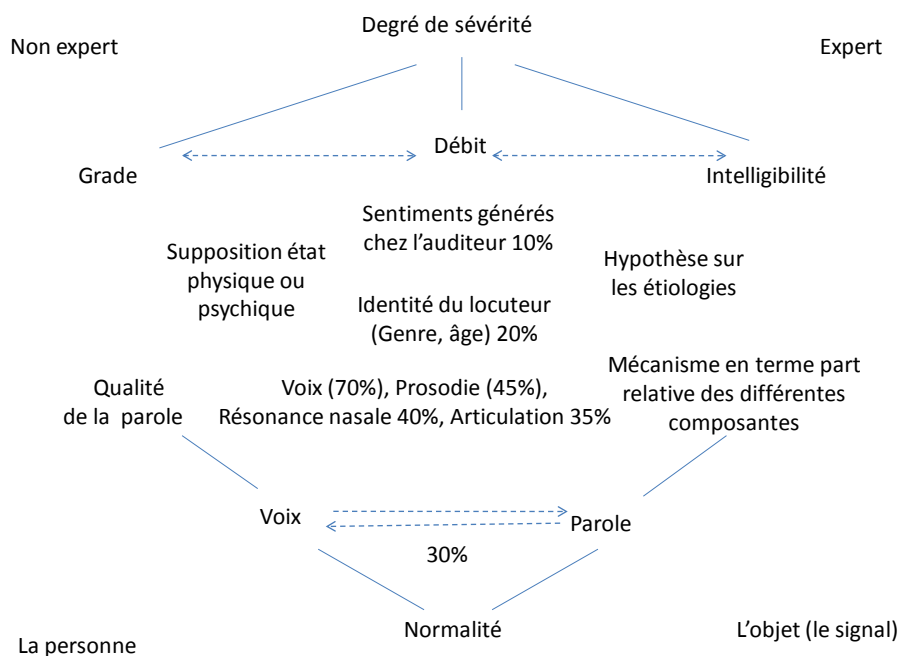 Degré de sévérité
Non expert
Expert
Débit
Grade
Intelligibilité
Sentiments générés
chez l'auditeur 10%
Supposition état
physique ou
psychique
Hypothèse sur
les étiologies
Identité du locuteur
(Genre, âge) 20%
Mécanisme en terme part
relative des différentes
composantes
Qualité
de la parole
Voix (70%), Prosodie (45%),
Résonance nasale 40%, Articulation 35%
Voix
Parole
30%
Normalité
L'objet (le signal)
La personne